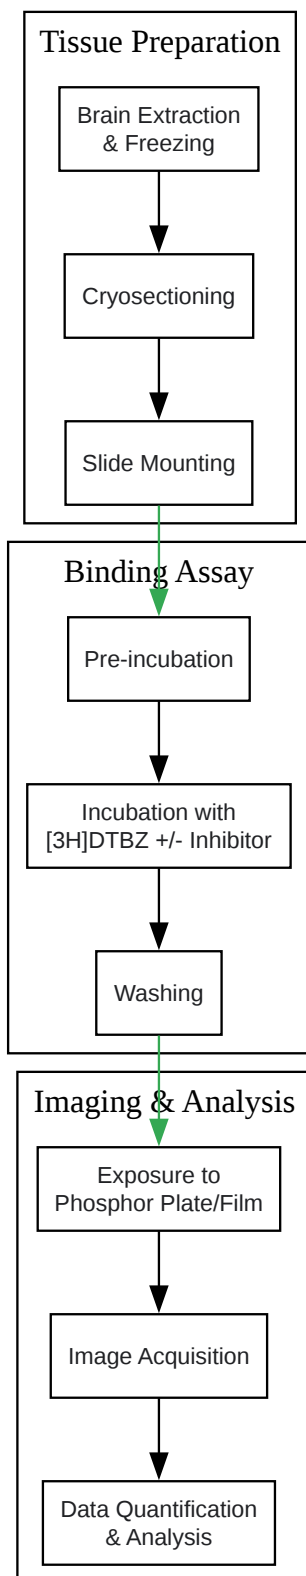 Tissue Preparation
Brain Extraction
& Freezing
Cryosectioning
Slide Mounting
Binding Assay
Pre-incubation
Incubation with
[3H]DTBZ +/- Inhibitor
Washing
Imaging & Analysis
Exposure to
Phosphor Plate/Film
Image Acquisition
Data Quantification
& Analysis